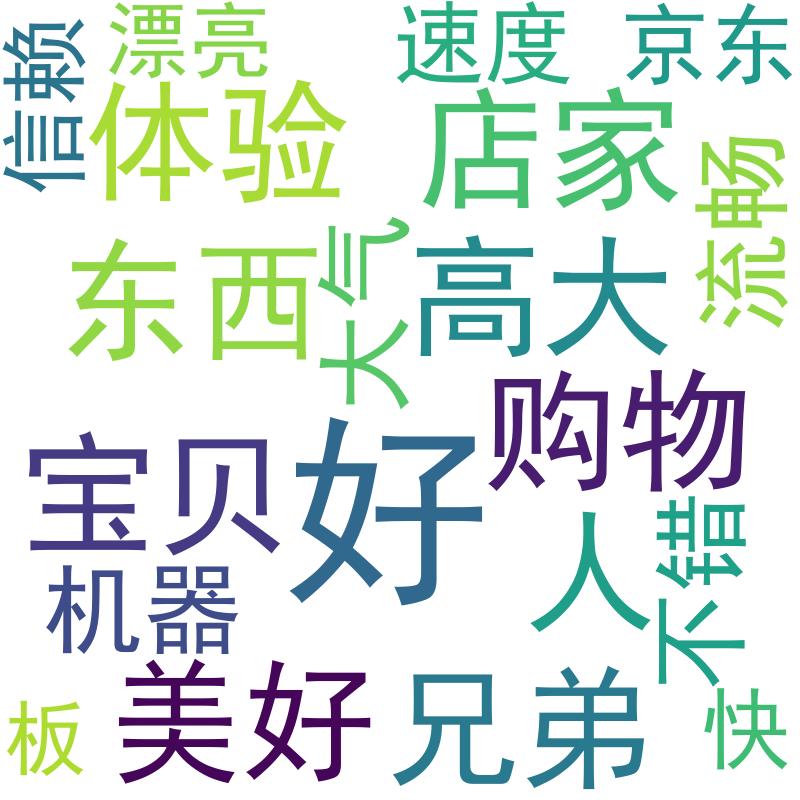 漂亮
速度
京东
信赖
体验
店家
流畅
东西
大气
高大
购物
宝贝
好
不错
人
机器
美好
兄弟
板
快